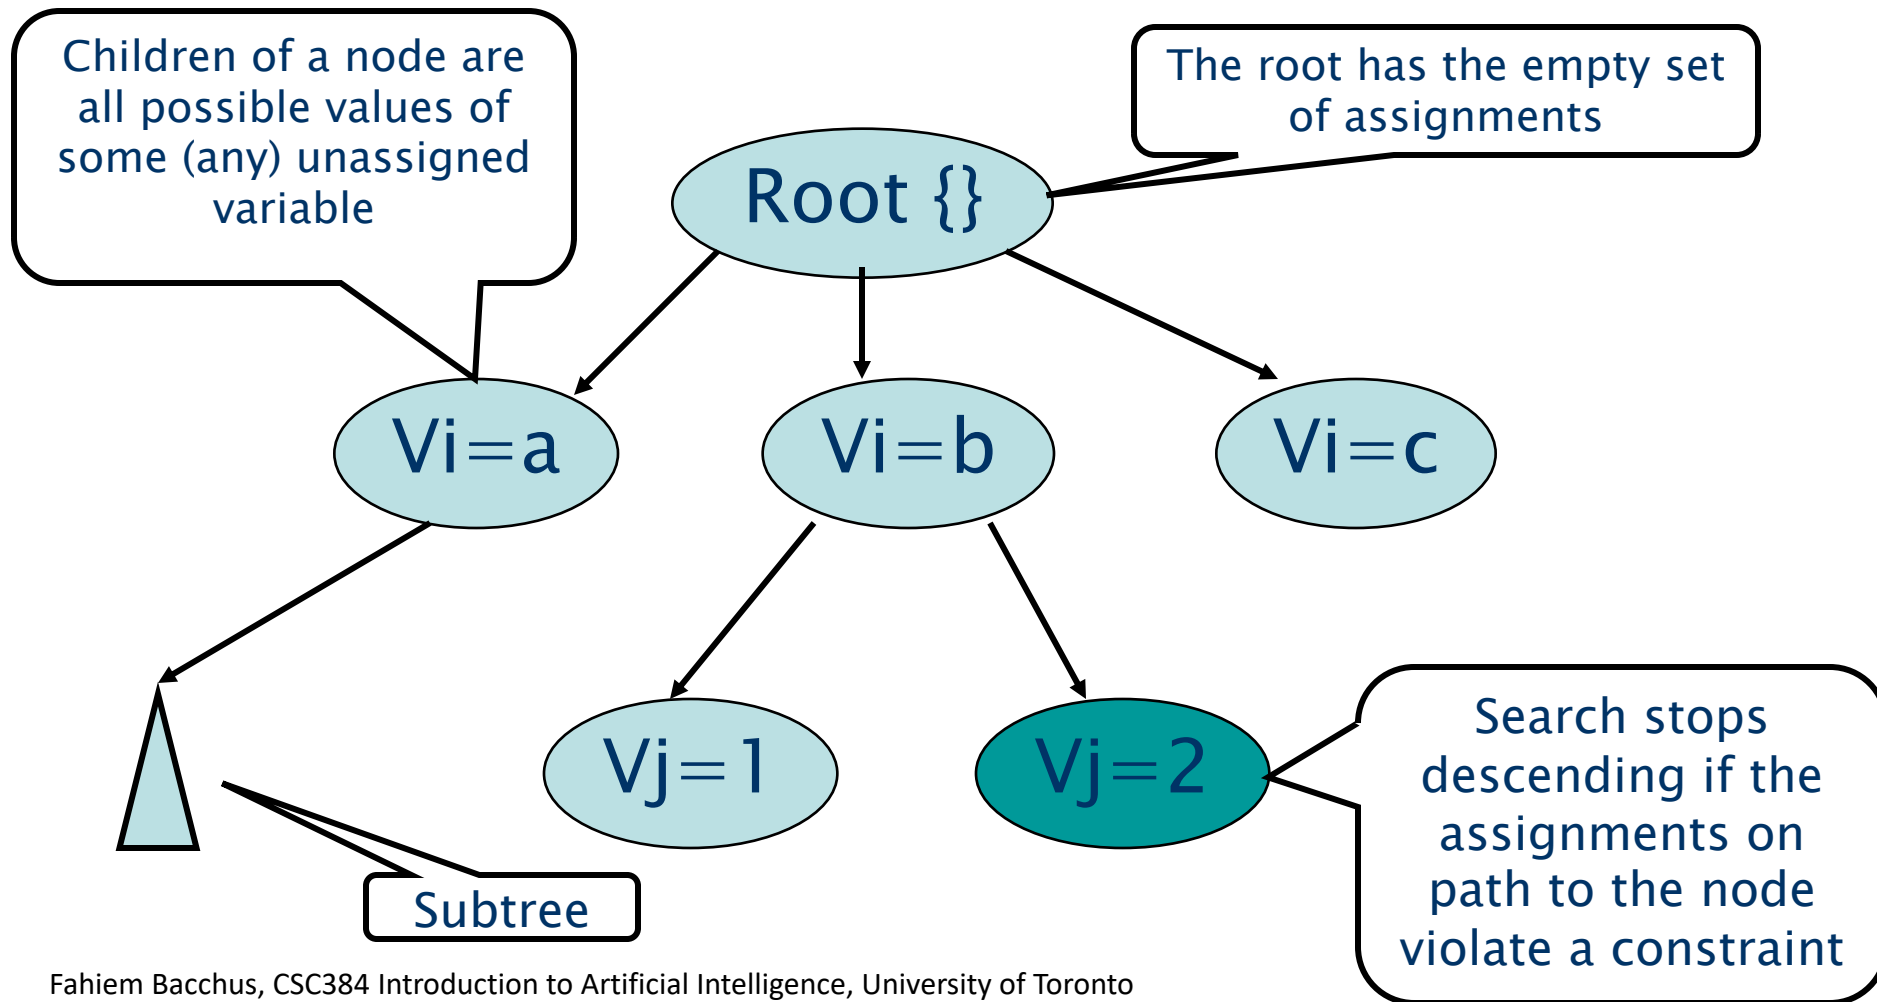 Children of a node are
all possible values of
some (any) unassigned
variable
The root has the empty set
of assignments
Root {}
Vi=a
Vi=b
Vi=c
Vj=1
Vj=2
Search stops
descending if the
assignments on
path to the node
violate a constraint
Subtree
Fahiem Bacchus, CSC384 Introduction to Artificial Intelligence, University of Toronto